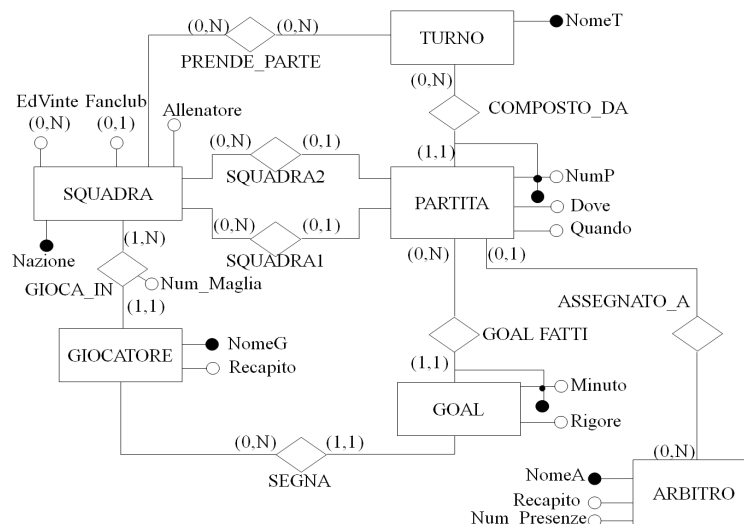 (0,N)
(0,N)
TURNO
NomeT
PRENDE_PARTE
(0,N)
EdVinte
Fanclub
(0,N)
(0,1)
Allenatore
COMPOSTO_DA
(0,N)
(0,1)
(1,1)
SQUADRA
SQUADRA2
PARTITA
NumP
(0,N)
(0,1)
Dove
Quando
(1,N)
SQUADRA1
(0,N)
(0,1)
Nazione
GIOCA_IN
Num_Maglia
(1,1)
ASSEGNATO_A
GIOCATORE
NomeG
Recapito
GOAL FATTI
(1,1)
GOAL
Minuto
Rigore
(0,N)
(1,1)
SEGNA
(0,N)
NomeA
Recapito
Num_Presenze
ARBITRO